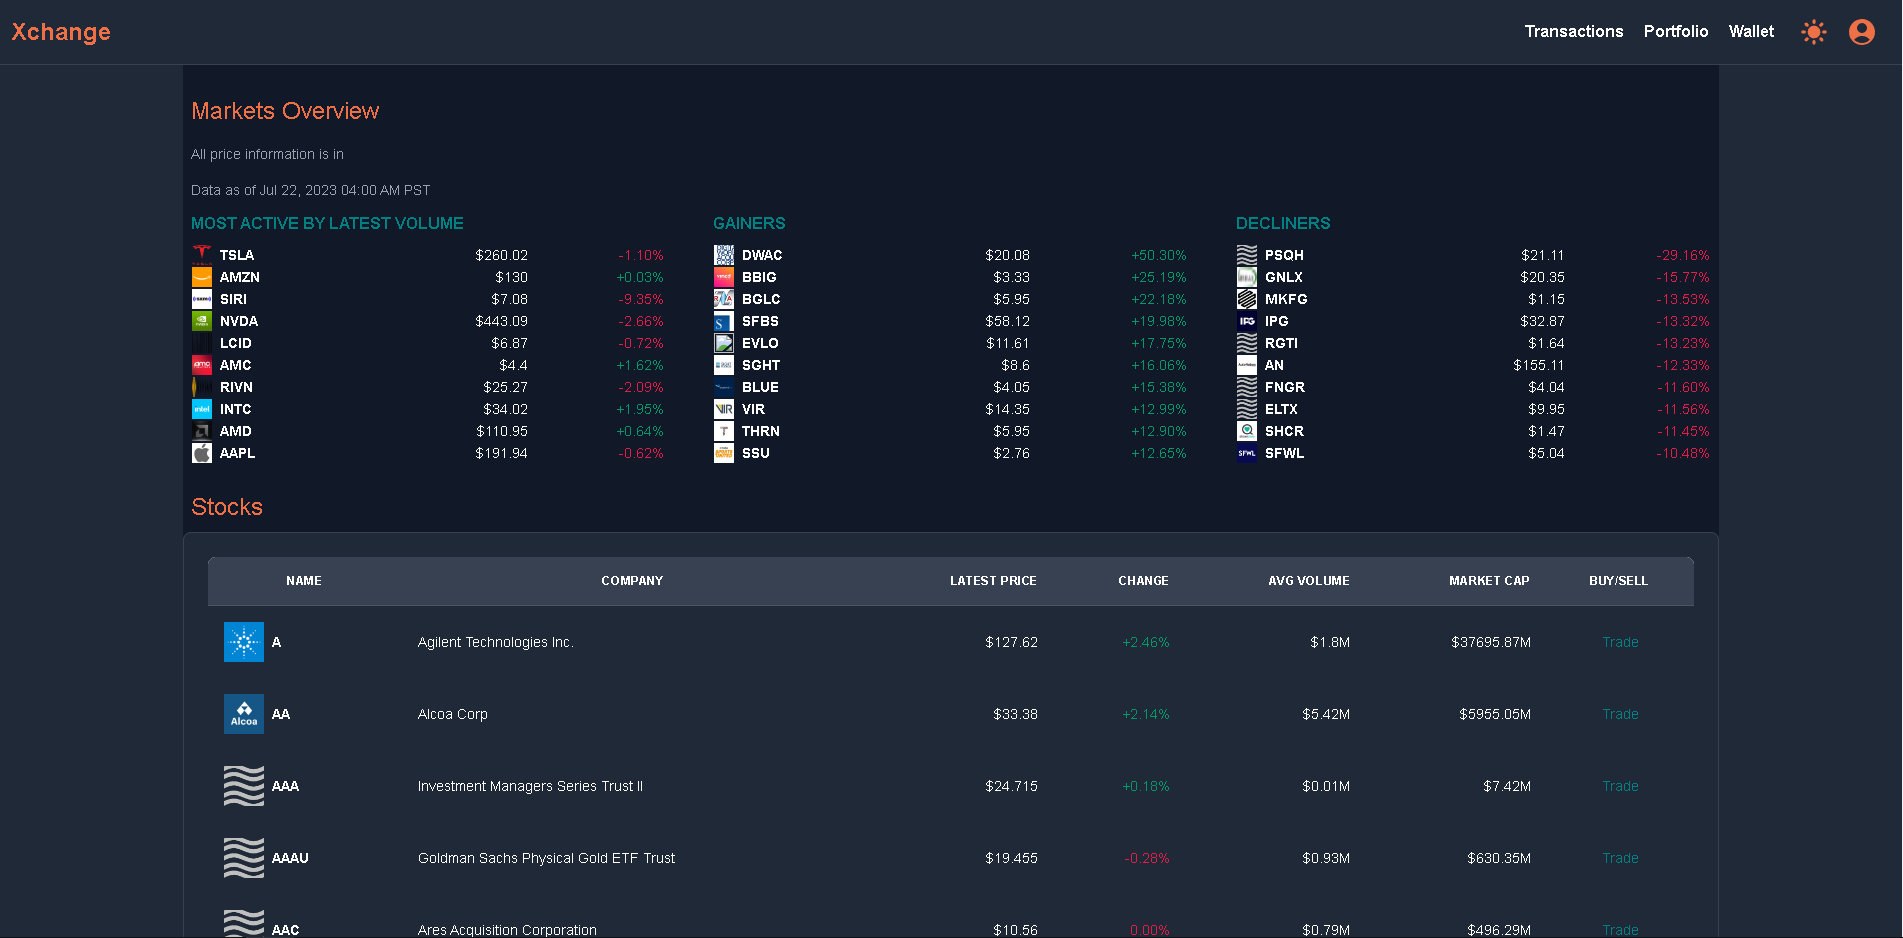 Xchange
Transactions Portfolio Wallet
Markets Overview
All price information is in
Data as of Jul 22, 2023 04:00 AM PST
MOST ACTIVE BY LATEST VOLUME
TSLA $260.02 -1.10%
AMZN $130 +0.03%
SIRI $7.08 -9.35%
NVDA $443.09 -2.66%
LCID $6.87 -0.72%
AMC $4.4 +1.62%
RIVN $25.27 -2.09%
INTC $34.02 +1.95%
AMD $110.95 +0.64%
AAPL $191.94 -0.62%
GAINERS
DWAC $20.08 +50.30%
BBIG $3.33 +25.19%
BGLC $5.95 +22.18%
SFBS $58.12 +19.98%
EVLO $11.61 +17.75%
SGHT $8.6 +16.06%
BLUE $4.05 +15.38%
VIR $14.35 +12.99%
THRN $5.95 +12.90%
SSU $2.76 +12.65%
DECLINERS
PSQH $21.11 -29.16%
GNLX $20.35 -15.77%
MKFG $1.15 -13.53%
IPG $32.87 -13.32%
RGTI $1.64 -13.23%
AN $155.11 -12.33%
FNGR $4.04 -11.60%
ELTX $9.95 -11.56%
SHCR $1.47 -11.45%
SFWL $5.04 -10.48%
Stocks
NAME COMPANY LATEST PRICE CHANGE AVG VOLUME MARKET CAP BUY/SELL
A Agilent Technologies Inc. $127.62 +2.46% $1.8M $37695.87M Trade
Alcoa AA Alcoa Corp $33.38 +2.14% $5.42M $5955.05M Trade
AAA Investment Managers Series Trust II $24.715 +0.18% $0.01M $7.42M Trade
AAAU Goldman Sachs Physical Gold ETF Trust $19.455 -0.28% $0.93M $630.35M Trade
AAC Ares Acquisition Corporation $10.56 0.00% $0.79M $496.29M Trade